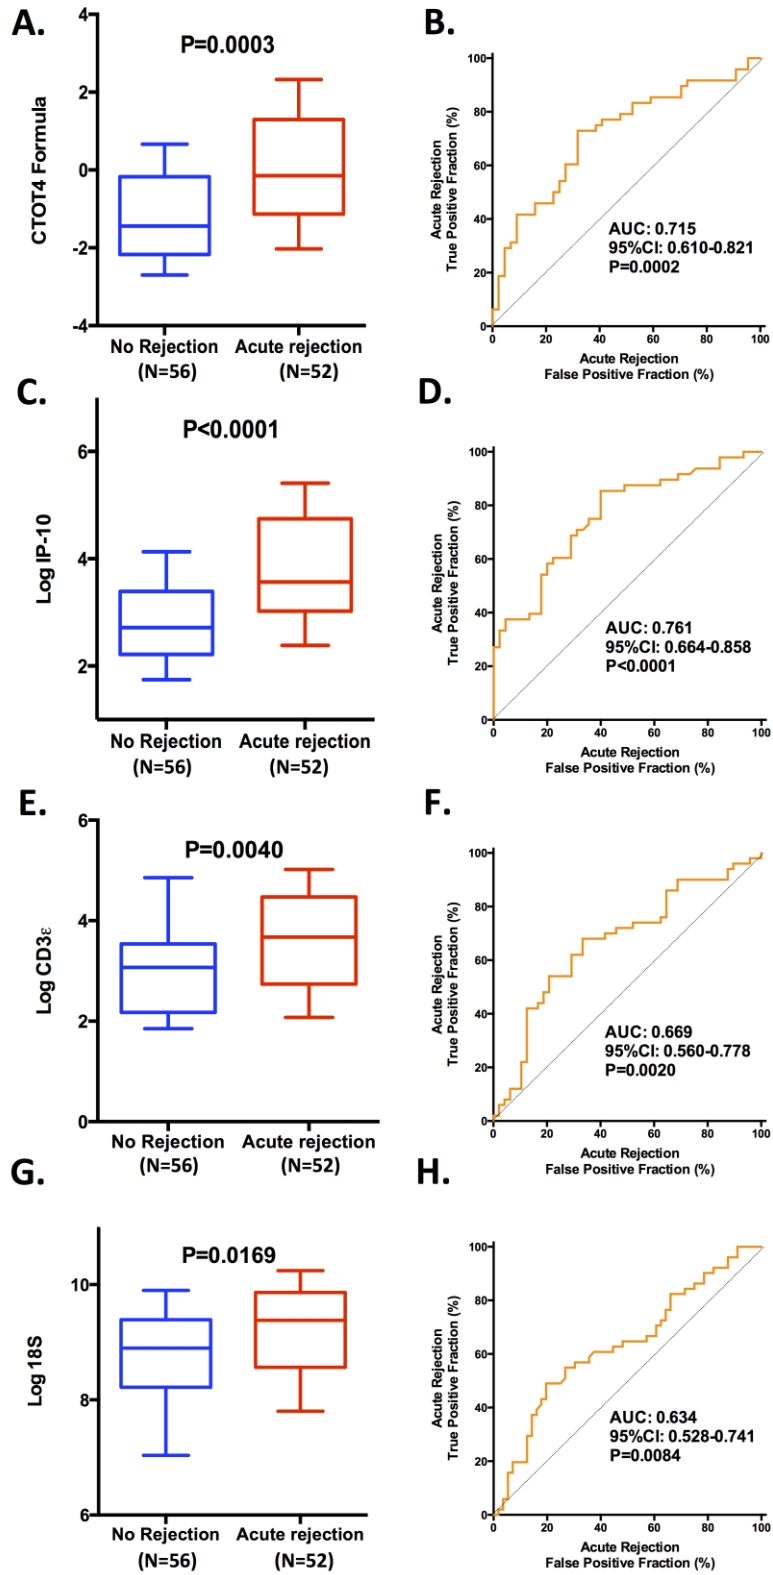 A.
P=0.0003
CTOT4 Formula
4
2
0
-2
-4
No Rejection
(N=56)
Acute rejection
(N=52)
B.
Acute Rejection
True Positive Fraction (%)
100
80
60
40
20
0
AUC: 0.715
95%CI: 0.610-0.821
P=0.0002
0 20 40 60 80 100
Acute Rejection
False Positive Fraction (%)
C.
P<0.0001
Log IP-10
6
4
2
No Rejection
(N=56)
Acute rejection
(N=52)
D.
Acute Rejection
True Positive Fraction (%)
100
80
60
40
20
0
AUC: 0.761
95%CI: 0.664-0.858
P<0.0001
0 20 40 60 80 100
Acute Rejection
False Positive Fraction (%)
E.
P=0.0040
Log CD3ε
6
4
2
0
No Rejection
(N=56)
Acute rejection
(N=52)
F.
Acute Rejection
True Positive Fraction (%)
100
80
60
40
20
0
AUC: 0.669
95%CI: 0.560-0.778
P=0.0020
0 20 40 60 80 100
Acute Rejection
False Positive Fraction (%)
G.
P=0.0169
Log 18S
10
8
6
No Rejection
(N=56)
Acute rejection
(N=52)
H.
Acute Rejection
True Positive Fraction (%)
100
80
60
40
20
0
AUC: 0.634
95%CI: 0.528-0.741
P=0.0084
0 20 40 60 80 100
Acute Rejection
False Positive Fraction (%)